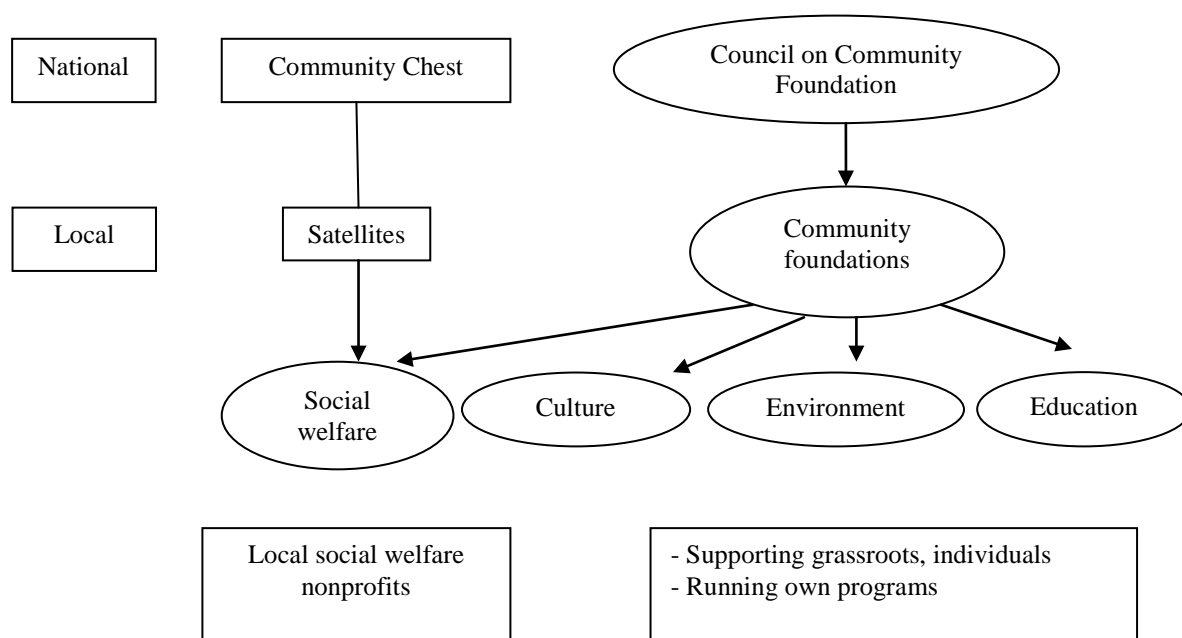 National
Community Chest
Council on Community
Foundation
Local
Satellites
Community
foundations
Social
welfare
Culture
Environment
Education
Local social welfare
nonprofits
- Supporting grassroots, individuals
- Running own programs